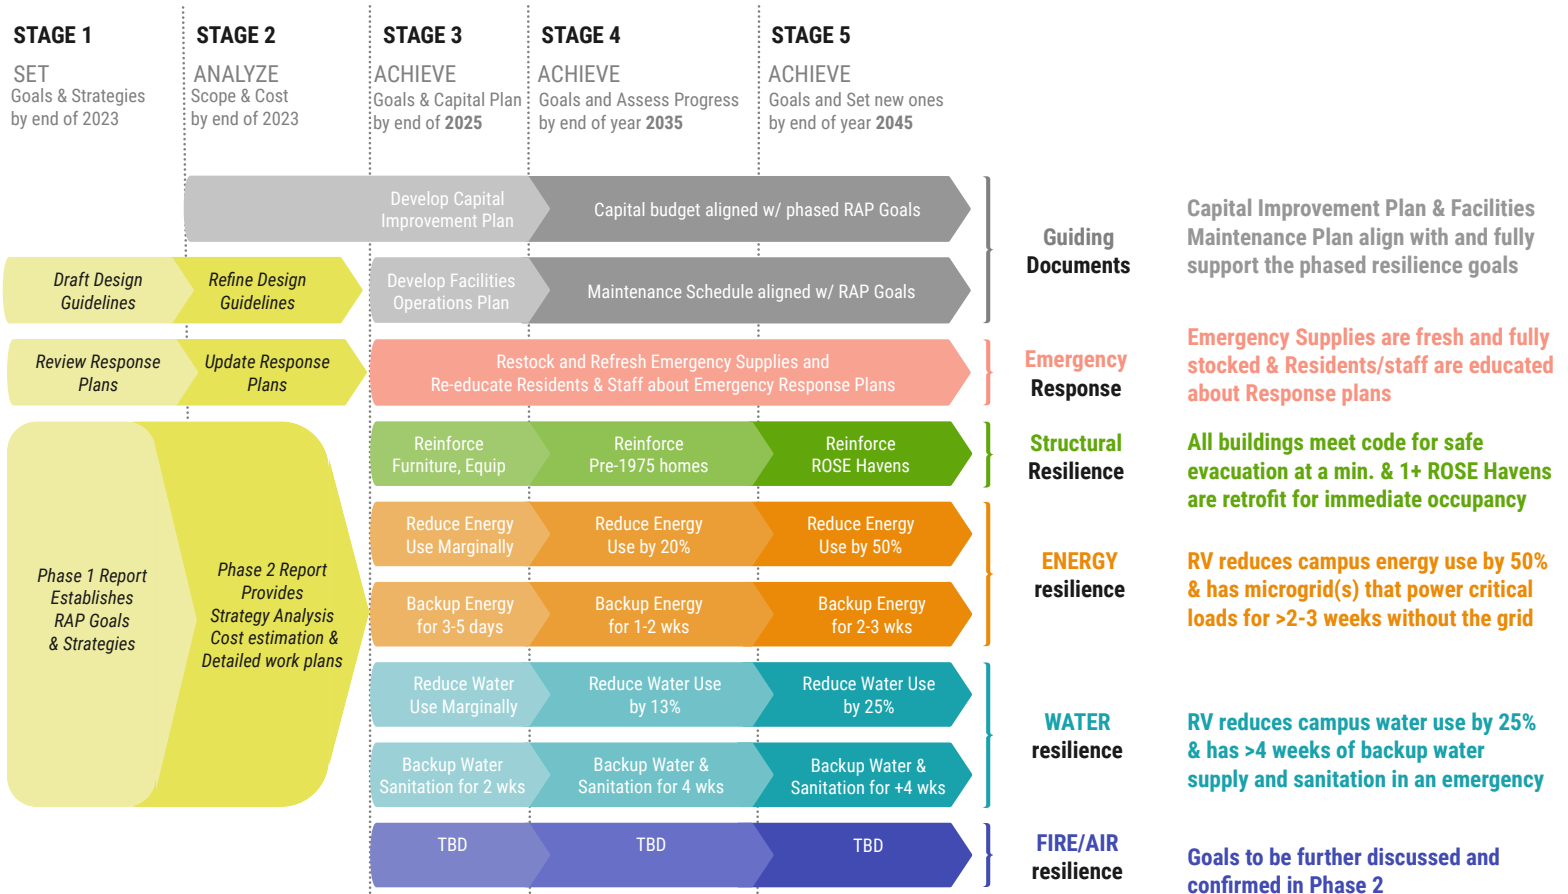 STAGE 1
SET
Goals & Strategies
by end of 2023
STAGE 2
ANALYZE
Scope & Cost
by end of 2023
STAGE 3
ACHIEVE
Goals & Capital Plan
by end of 2025
STAGE 4
ACHIEVE
Goals and Assess Progress
by end of year 2035
STAGE 5
ACHIEVE
Goals and Set new ones
by end of year 2045
Develop Capital
Improvement Plan
Capital budget aligned w/ phased RAP Goals
Draft Design
Guidelines
Refine Design
Guidelines
Develop Facilities
Operations Plan
Maintenance Schedule aligned w/ RAP Goals
Guiding
Documents
Capital Improvement Plan & Facilities
Maintenance Plan align with and fully
support the phased resilience goals
Review Response
Plans
Update Response
Plans
Restock and Refresh Emergency Supplies and
Re-educate Residents & Staff about Emergency Response Plans
Emergency
Response
Emergency Supplies are fresh and fully
stocked & Residents/staff are educated
about Response plans
Phase 1 Report
Establishes
RAP Goals
& Strategies
Phase 2 Report
Provides
Strategy Analysis
Cost estimation &
Detailed work plans
Reinforce
Furniture, Equip
Reinforce
Pre-1975 homes
Reinforce
ROSE Havens
Structural
Resilience
All buildings meet code for safe
evacuation at a min. & 1+ ROSE Havens
are retrofit for immediate occupancy
Reduce Energy
Use Marginally
Reduce Energy
Use by 20%
Reduce Energy
Use by 50%
Backup Energy
for 3-5 days
Backup Energy
for 1-2 wks
Backup Energy
for 2-3 wks
ENERGY
resilience
RV reduces campus energy use by 50%
& has microgrid(s) that power critical
loads for >2-3 weeks without the grid
Reduce Water
Use Marginally
Reduce Water Use
by 13%
Reduce Water Use
by 25%
Backup Water
Sanitation for 2 wks
Backup Water &
Sanitation for 4 wks
Backup Water &
Sanitation for +4 wks
WATER
resilience
RV reduces campus water use by 25%
& has >4 weeks of backup water
supply and sanitation in an emergency
TBD
TBD
TBD
FIRE/AIR
resilience
Goals to be further discussed and
confirmed in Phase 2